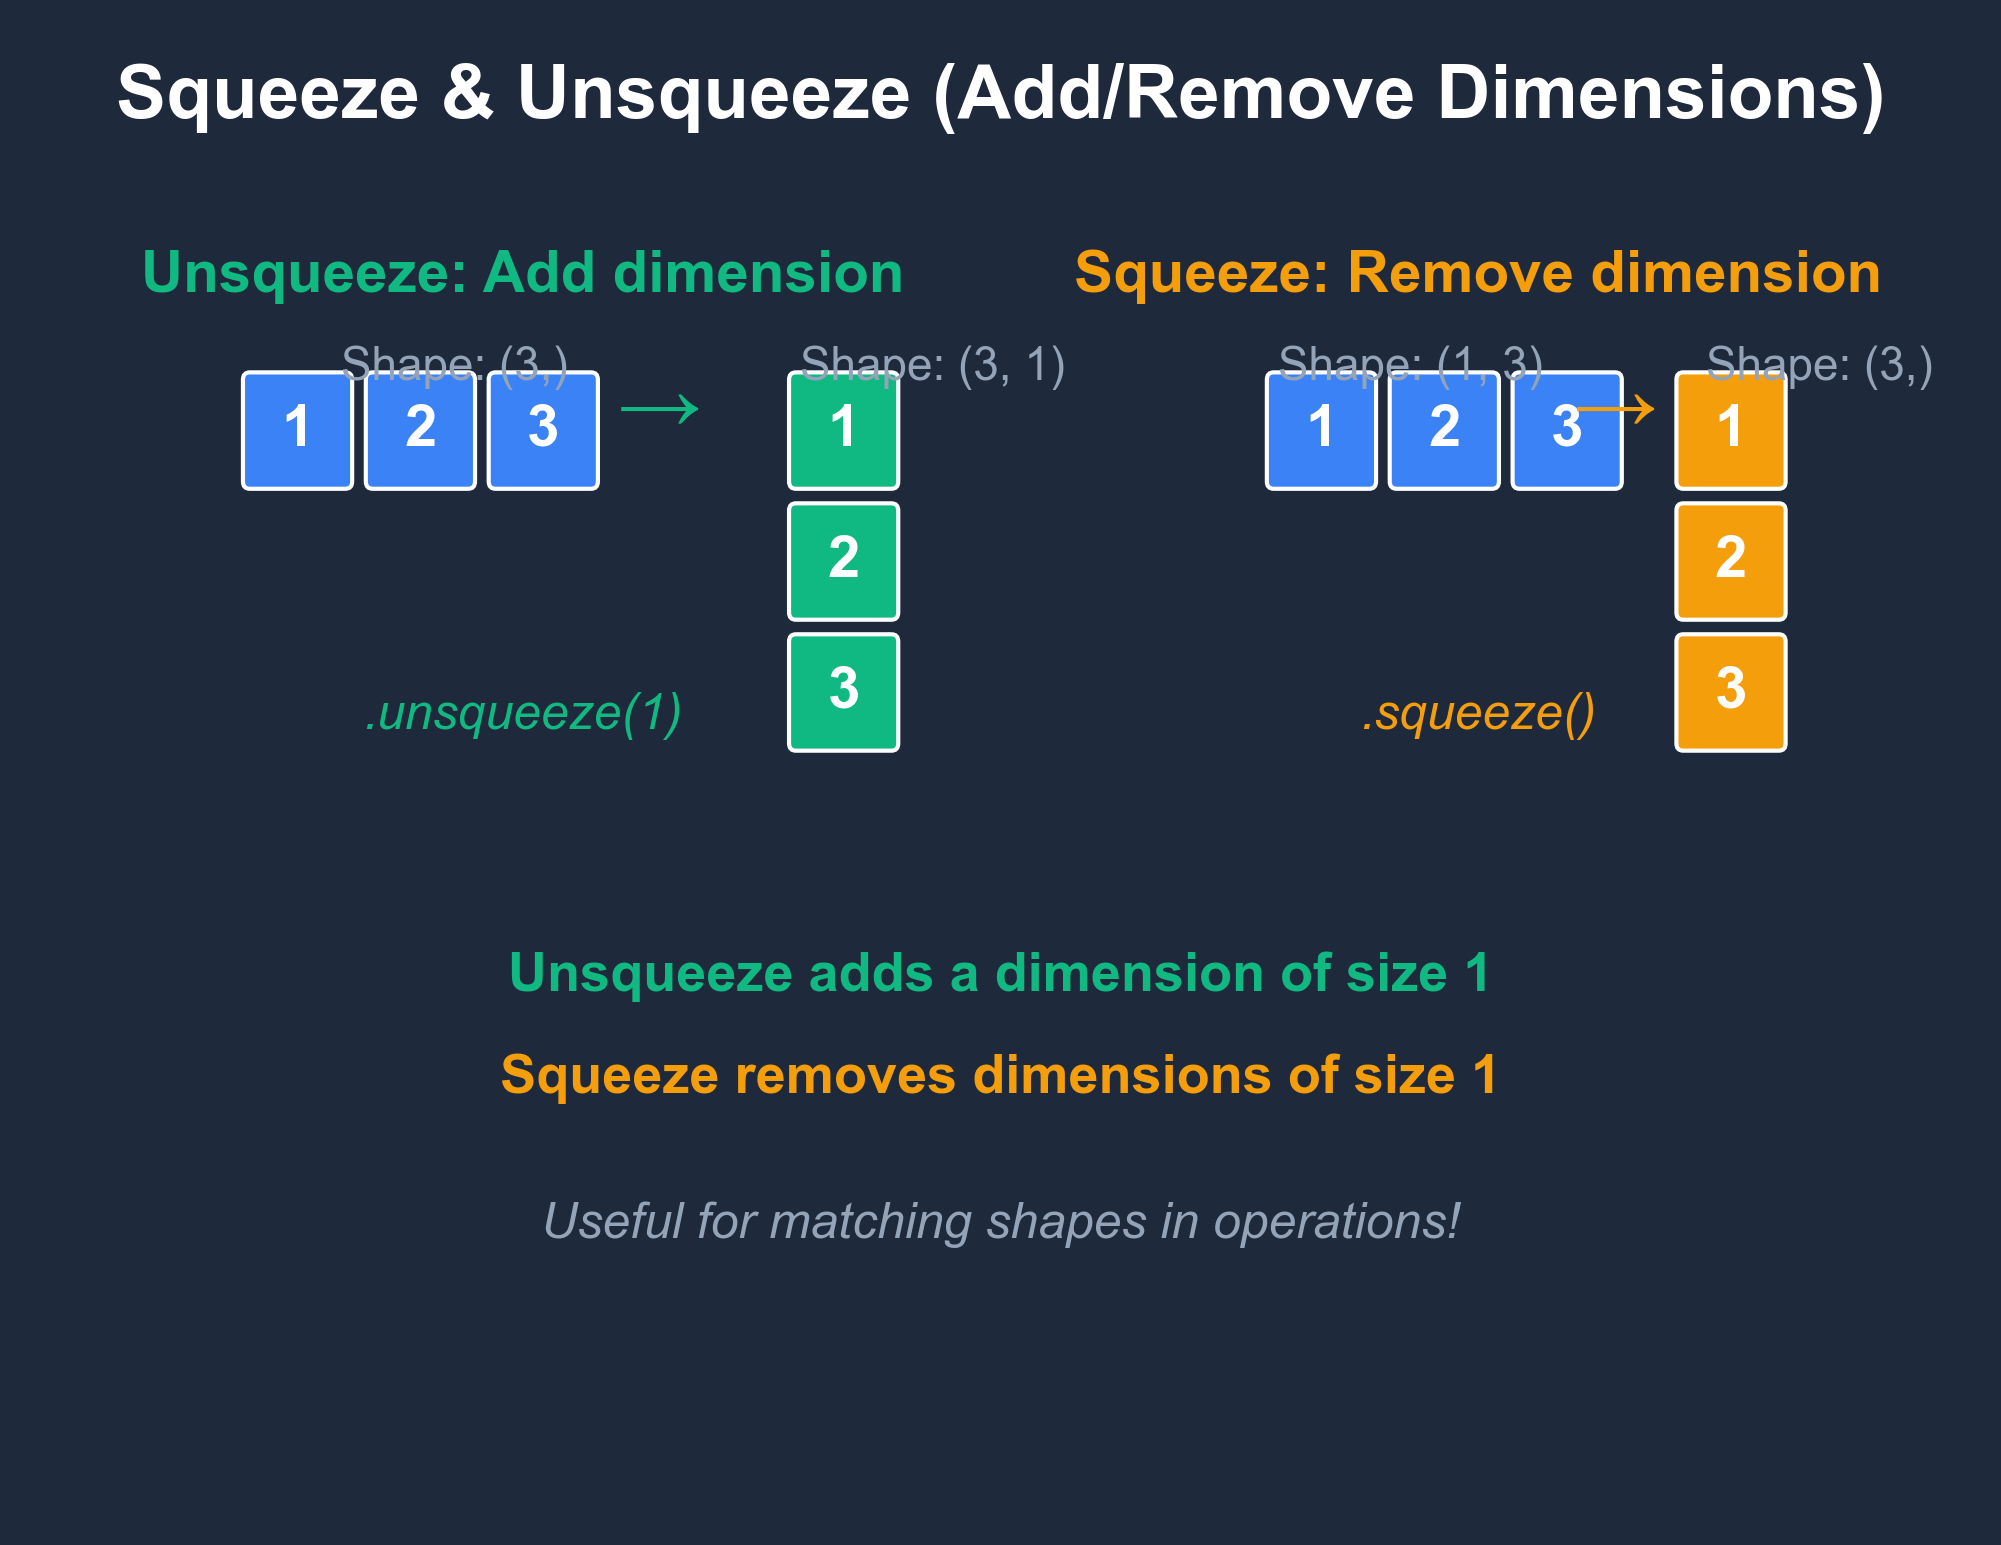 Squeeze & Unsqueeze (Add/Remove Dimensions)
Unsqueeze: Add dimension
Shape: (3,)
Shape: (3, 1)
1 2 3 →
1
2
3
.unsqueeze(1)
Squeeze: Remove dimension
Shape: (1, 3)
Shape: (3,)
1 2 3 →
1
2
3
.squeeze()
Unsqueeze adds a dimension of size 1
Squeeze removes dimensions of size 1
Useful for matching shapes in operations!